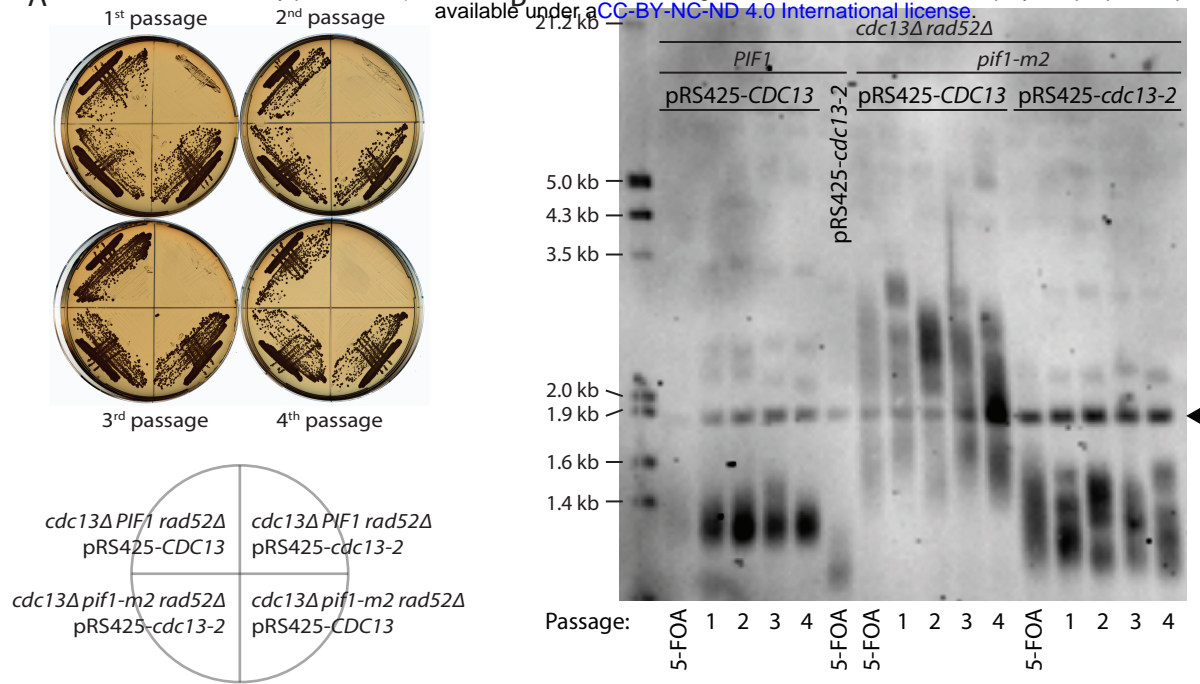 available under a CC-BY-NC-ND 4.0 International license.
1st passage
2nd passage
3rd passage
4th passage
cdc13Δ PIF1 rad52Δ
pRS425-CDC13
cdc13Δ PIF1 rad52Δ
pRS425-cdc13-2
cdc13Δ pif1-m2 rad52Δ
pRS425-cdc13-2
cdc13Δ pif1-m2 rad52Δ
pRS425-CDC13
21.2 kb
cdc13Δ rad52Δ
PIF1
pif1-m2
pRS425-CDC13
pRS425-cdc13-2
pRS425-CDC13
pRS425-cdc13-2
5.0 kb
4.3 kb
3.5 kb
2.0 kb
1.9 kb
1.6 kb
1.4 kb
Passage:
5-FOA 1 2 3 4 5-FOA 5-FOA 1 2 3 4 5-FOA 1 2 3 4